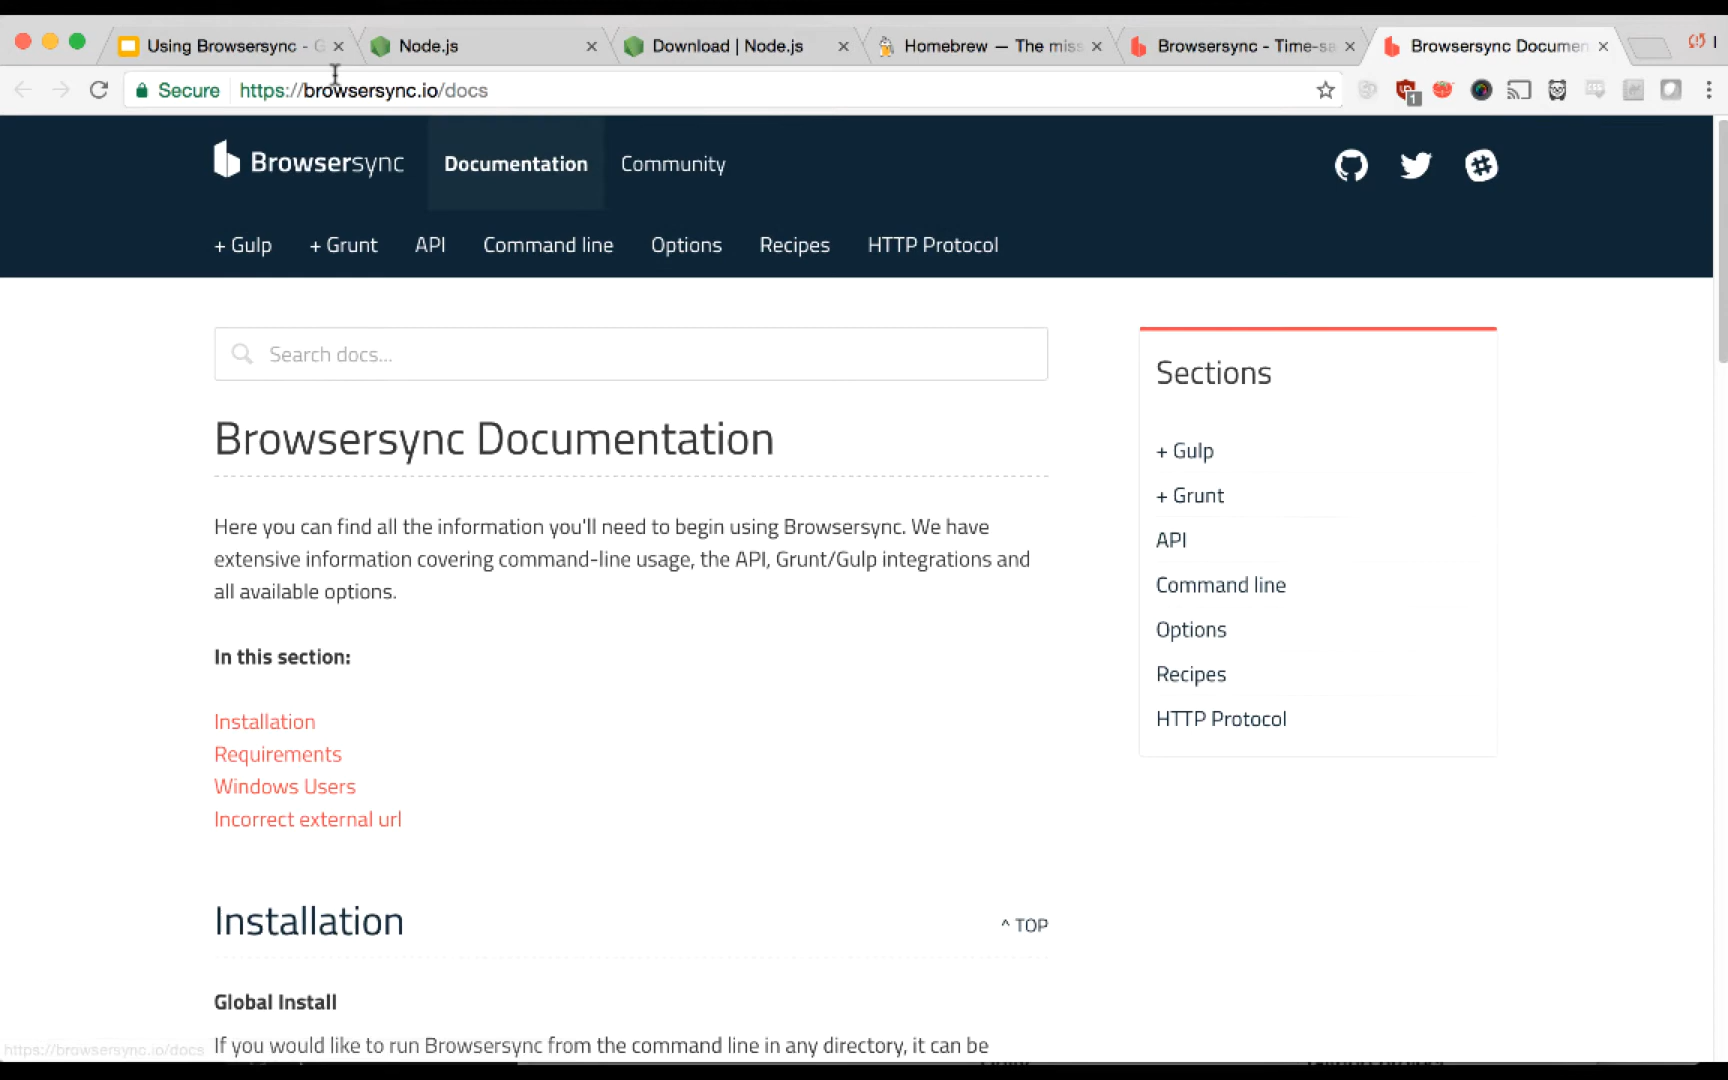 Using Browsersync - G
Node.js
Download | Node.js
Homebrew — The miss
Browsersync - Time-sa
Browsersync Documen
Secure
https://browsersync.io/docs
1
Browsersync
Documentation
Community
+ Gulp
+ Grunt
API
Command line
Options
Recipes
HTTP Protocol
Search docs...
Browsersync Documentation
Here you can find all the information you'll need to begin using Browsersync. We have
extensive information covering command-line usage, the API, Grunt/Gulp integrations and
all available options.
In this section:
Installation
Requirements
Windows Users
Incorrect external url
Sections
+ Gulp
+ Grunt
API
Command line
Options
Recipes
HTTP Protocol
Installation
^ TOP
Global Install
If you would like to run Browsersync from the command line in any directory, it can be
https://browsersync.io/docs